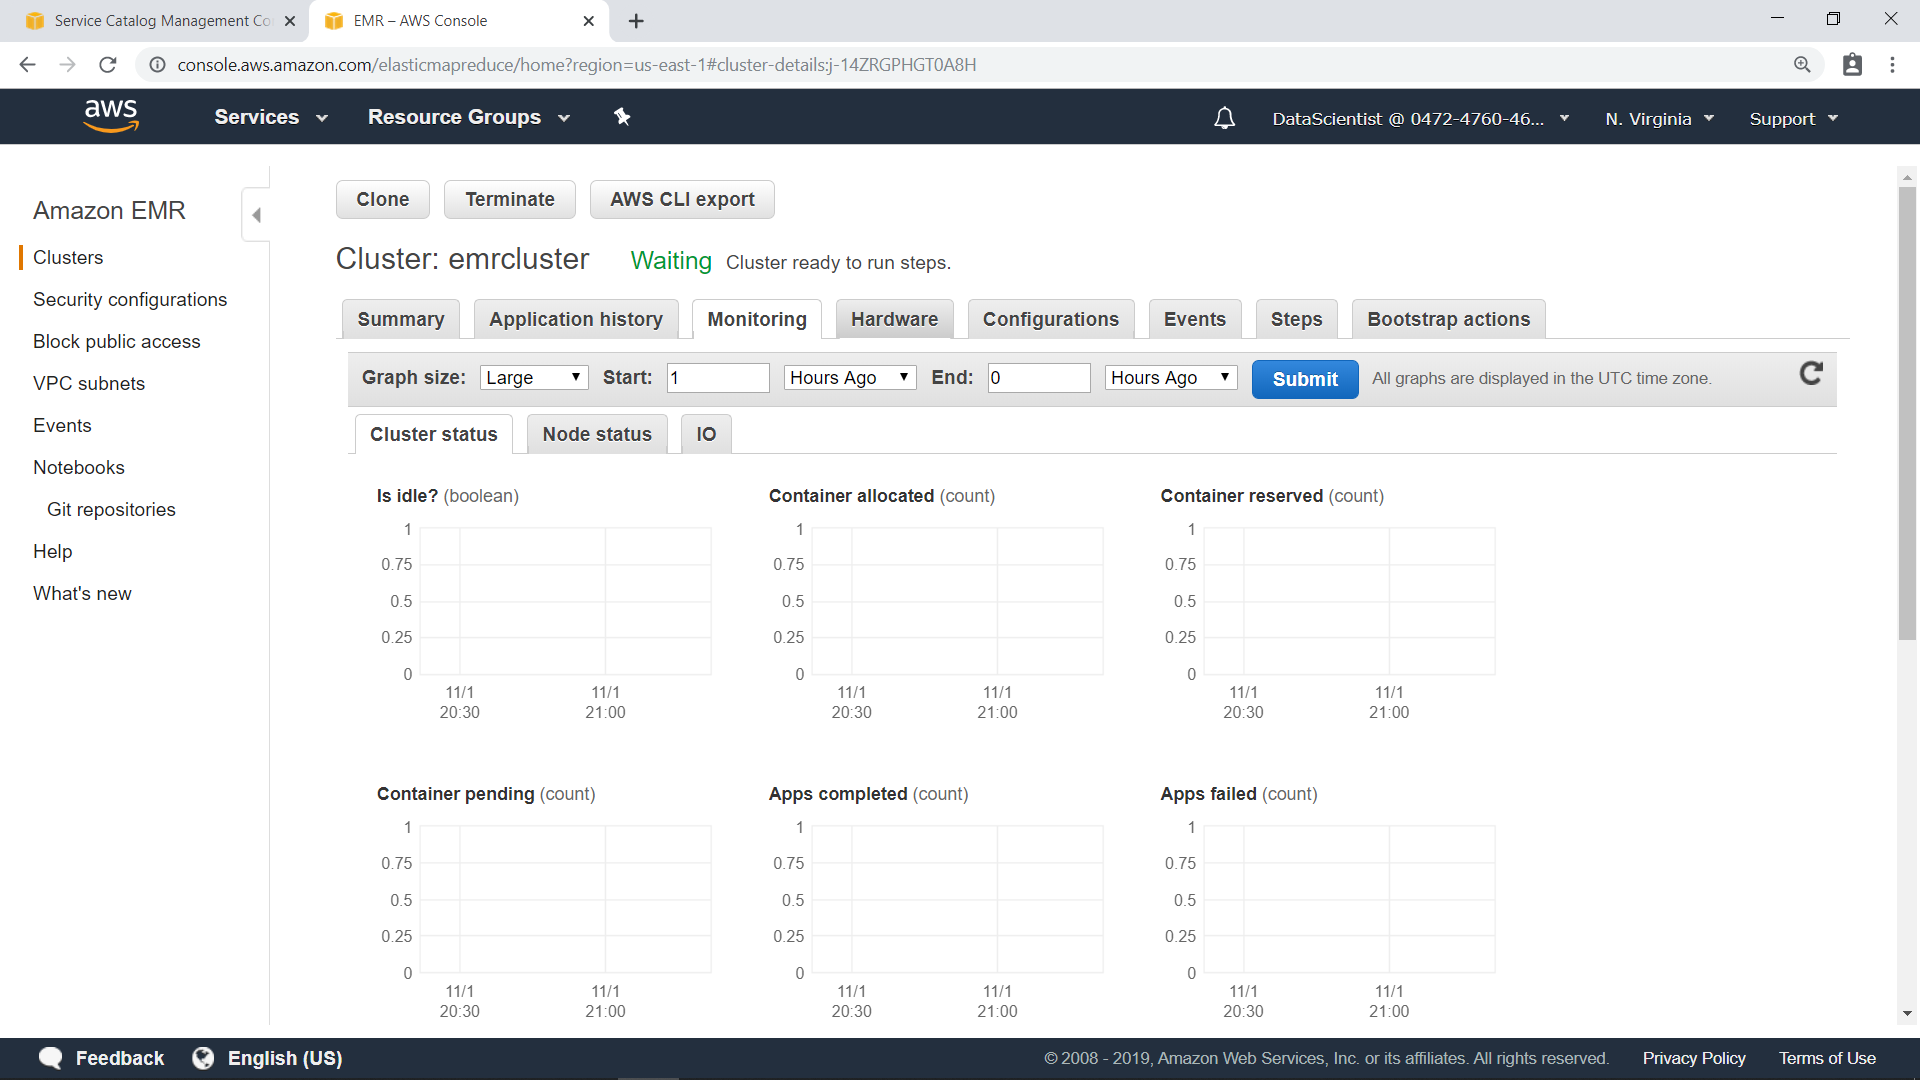 Service Catalog Management Co
EMR – AWS Console
console.aws.amazon.com/elasticmapreduce/home?region=us-east-1#cluster-details:j-14ZRGPHGT0A8H
aws
Services
Resource Groups
DataScientist @ 0472-4760-46...
N. Virginia
Support
Amazon EMR
Clusters
Security configurations
Block public access
VPC subnets
Events
Notebooks
Git repositories
Help
What's new
Clone
Terminate
AWS CLI export
Cluster: emrcluster
Waiting
Cluster ready to run steps.
Summary
Application history
Monitoring
Hardware
Configurations
Events
Steps
Bootstrap actions
Graph size:
Large
Start:
1
Hours Ago
End:
0
Hours Ago
Submit
All graphs are displayed in the UTC time zone.
Cluster status
Node status
IO
Is idle? (boolean)
1
0.75
0.5
0.25
0
11/1
20:30
11/1
21:00
Container allocated (count)
1
0.75
0.5
0.25
0
11/1
20:30
11/1
21:00
Container reserved (count)
1
0.75
0.5
0.25
0
11/1
20:30
11/1
21:00
Container pending (count)
1
0.75
0.5
0.25
0
11/1
20:30
11/1
21:00
Apps completed (count)
1
0.75
0.5
0.25
0
11/1
20:30
11/1
21:00
Apps failed (count)
1
0.75
0.5
0.25
0
11/1
20:30
11/1
21:00
Feedback
English (US)
© 2008 - 2019, Amazon Web Services, Inc. or its affiliates. All rights reserved.
Privacy Policy
Terms of Use